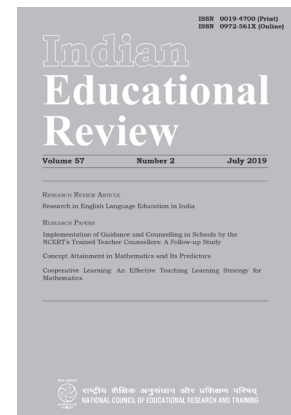 ISSN 0019-4700 (Print)
ISSN 0972-561X (Online)
Indian
Educational
Review
Volume 57 Number 2 July 2019
RESEARCH REVIEW ARTICLE
Research in English Language Education in India
RESEARCH PAPERS
Implementation of Guidance and Counselling in Schools by the
NCERT's Trained Teacher Counsellors: A Follow-up Study
Concept Attainment in Mathematics and Its Predictors
Cooperative Learning: An Effective Teaching Learning Strategy for
Mathematics
राष्ट्रीय शैक्षिक अनुसंधान और प्रशिक्षण परिषद्
NATIONAL COUNCIL OF EDUCATIONAL RESEARCH AND TRAINING